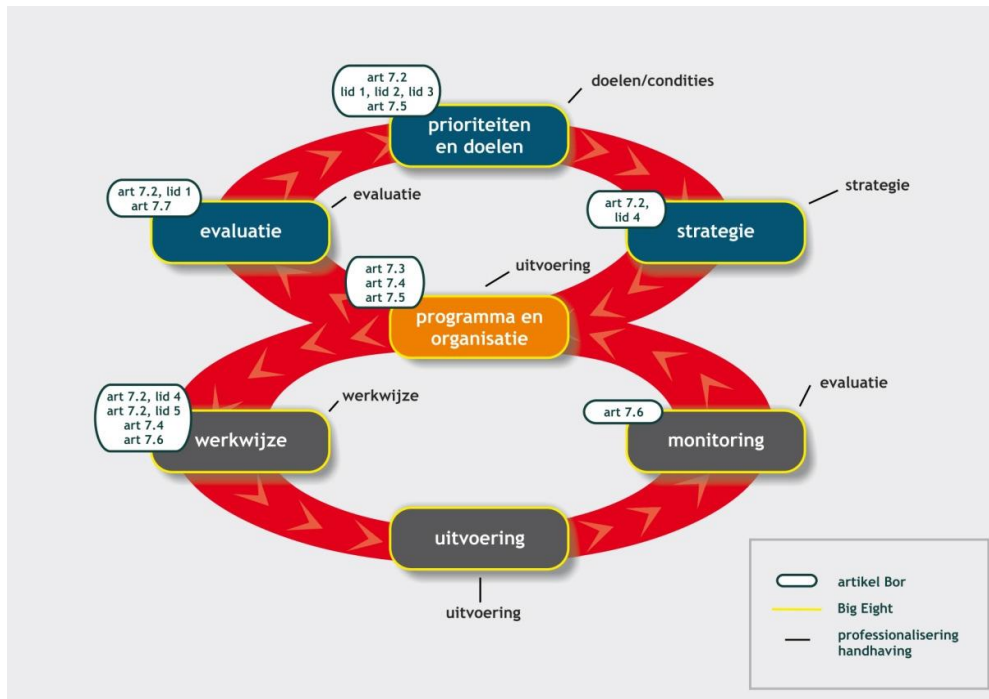 art 7.2
lid 1, lid 2, lid 3
art 7.5
doelen/condities
prioriteiten
en doelen
art 7.2, lid 1
art 7.7
evaluatie
evaluatie
art 7.2,
lid 4
strategie
strategie
art 7.3
art 7.4
art 7.5
uitvoering
programma en
organisatie
art 7.2, lid 4
art 7.2, lid 5
art 7.4
art 7.6
werkwijze
werkwijze
art 7.6
evaluatie
monitoring
uitvoering
uitvoering
artikel Bor
Big Eight
professionalisering
handhaving